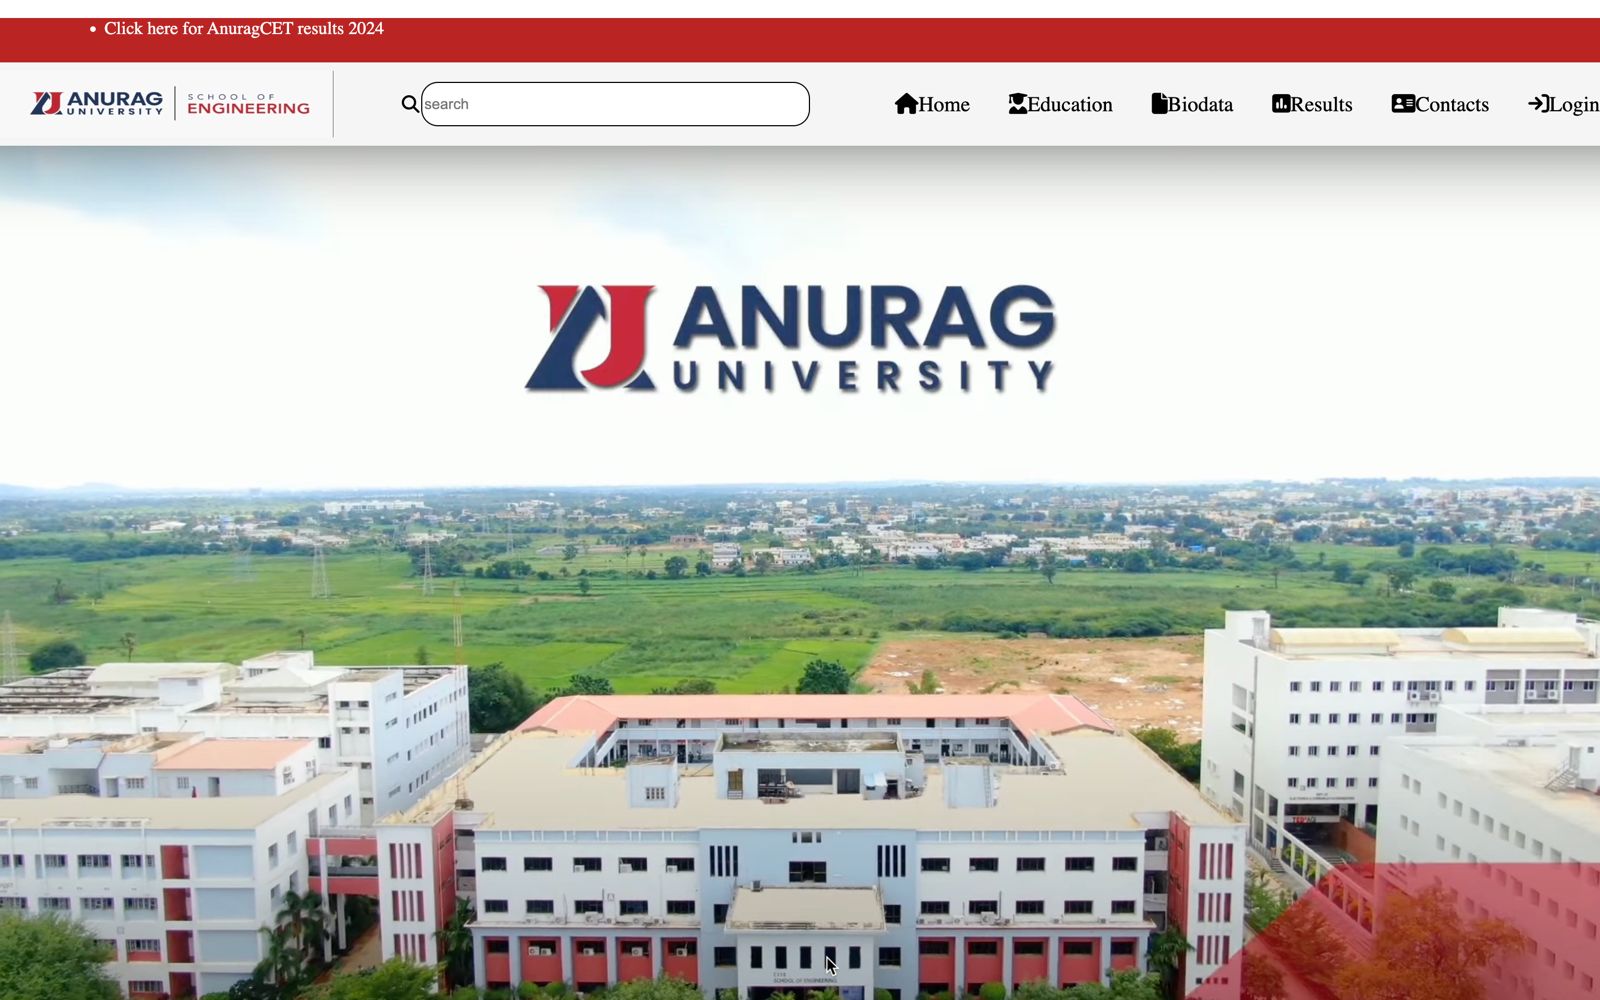 Click here for AnuragCET results 2024
ANURAG
UNIVERSITY
SCHOOL OF
ENGINEERING
search
Home
Education
Biodata
Results
Contacts
Login
ANURAG
UNIVERSITY
SCHOOL OF ENGINEERING